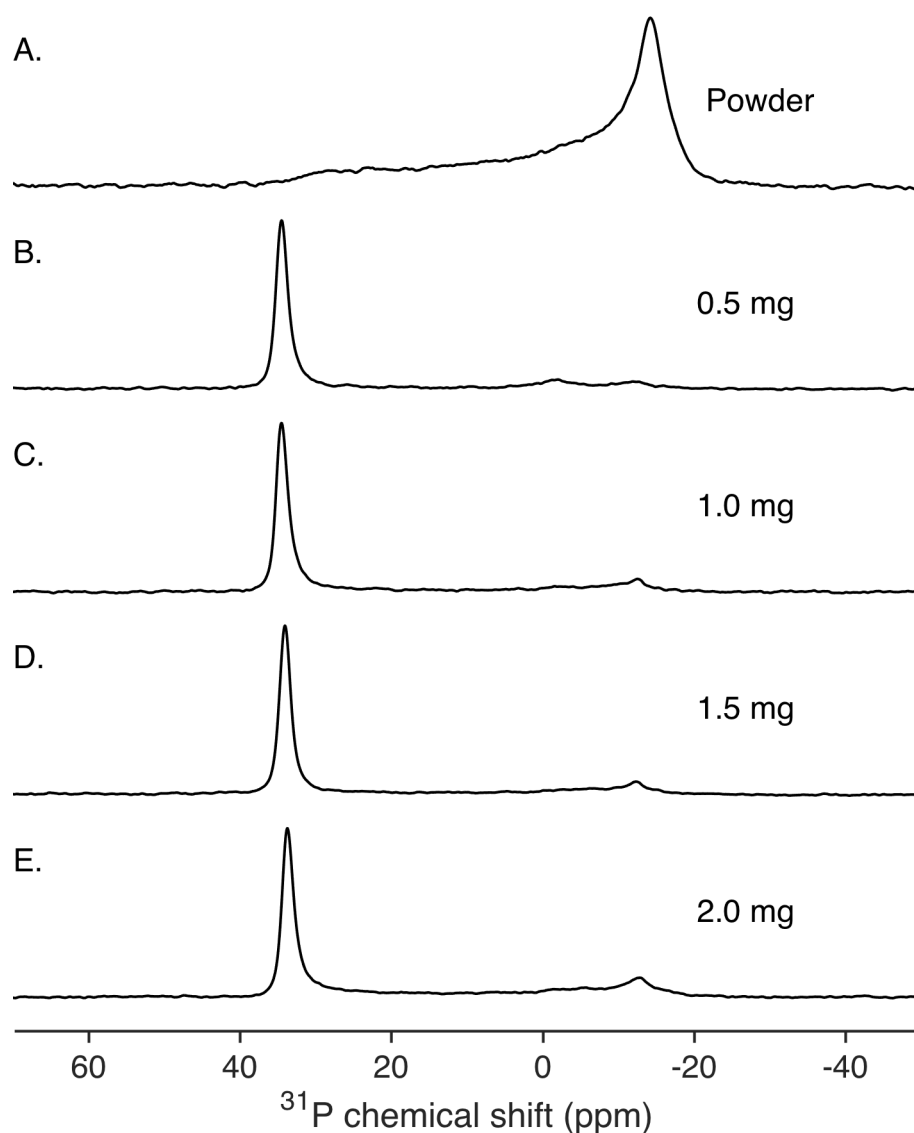 A.
Powder
B.
0.5 mg
C.
1.0 mg
D.
1.5 mg
E.
2.0 mg
60 40 20 0 -20 -40
³¹P chemical shift (ppm)